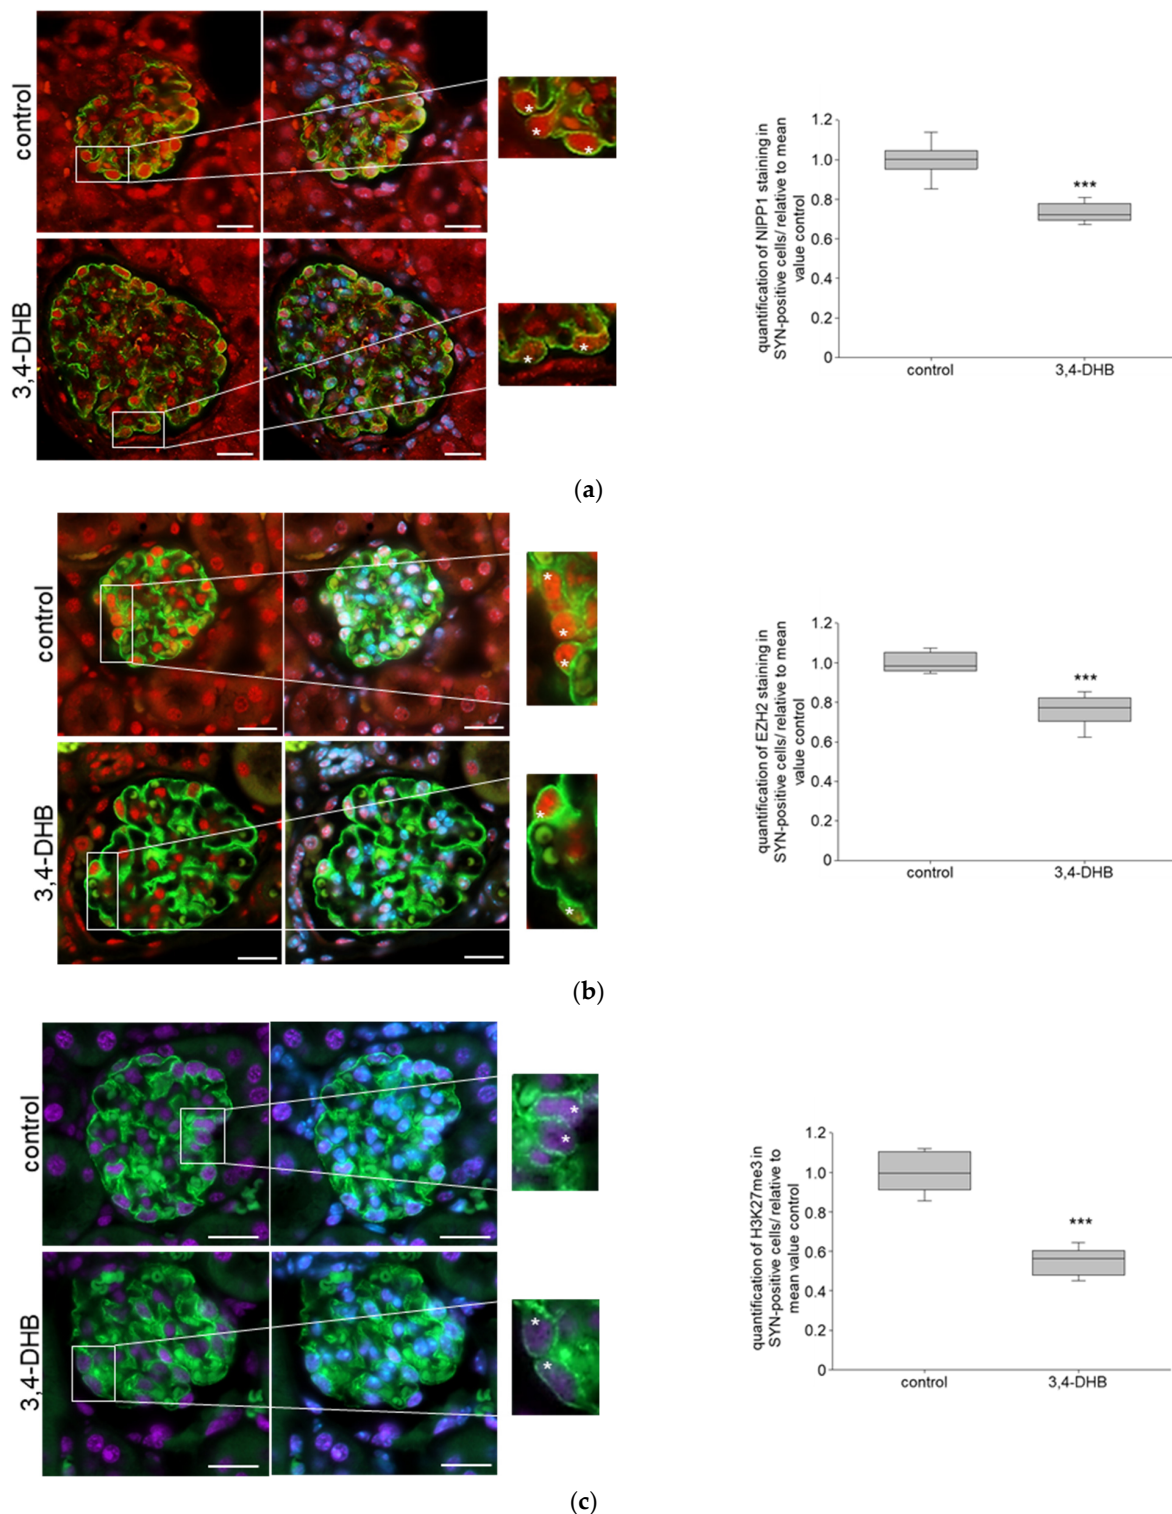 control
3,4-DHB
quantification of NIPP1 staining in
SYN-positive cells/ relative to mean
value control
1.2
1.0
0.8
0.6
0.4
0.2
0
***
control
3,4-DHB
(a)
control
3,4-DHB
quantification of EZH2 staining in
SYN-positive cells/ relative to mean
value control
1.2
1.0
0.8
0.6
0.4
0.2
0
***
control
3,4-DHB
(b)
control
3,4-DHB
quantification of H3K27me3 in
SYN-positive cells/ relative to
mean value control
1.2
1.0
0.8
0.6
0.4
0.2
0
***
control
3,4-DHB
(c)